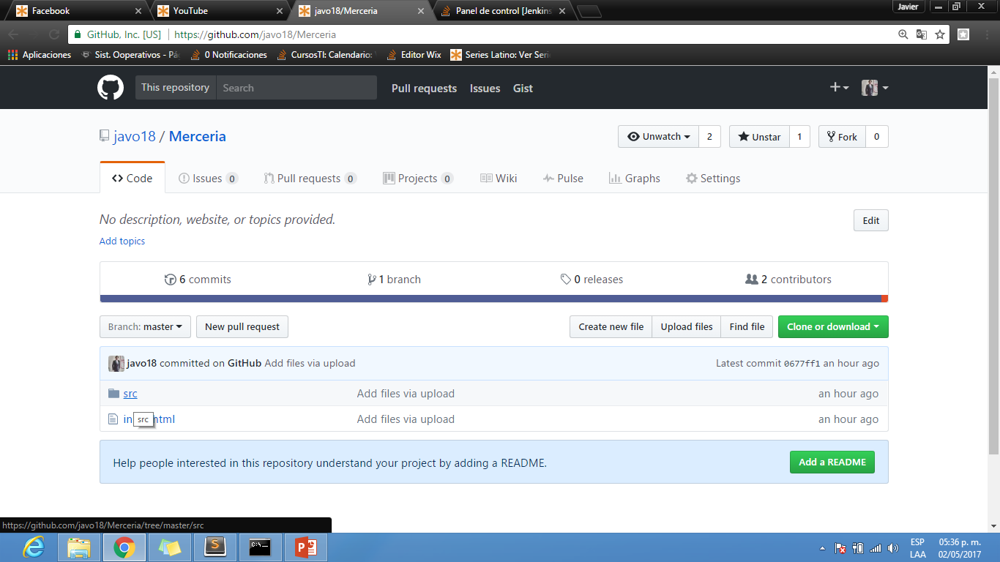 Facebook YouTube javo18/Merceria Panel de control [Jenkins Javier
GitHub, Inc. [US] https://github.com/javo18/Merceria
Aplicaciones Sist. Ooperativos - Pá 0 Notificaciones CursosTI: Calendario: Editor Wix Series Latino: Ver Seri
This repository Search Pull requests Issues Gist
javo18 / Merceria Unwatch 2 Unstar 1 Fork 0
Code Issues 0 Pull requests 0 Projects 0 Wiki Pulse Graphs Settings
No description, website, or topics provided. Edit
Add topics
6 commits 1 branch 0 releases 2 contributors
Branch: master New pull request Create new file Upload files Find file Clone or download
javo18 committed on GitHub Add files via upload Latest commit 0677ff1 an hour ago
src Add files via upload an hour ago
in src html Add files via upload an hour ago
Help people interested in this repository understand your project by adding a README. Add a README
https://github.com/javo18/Merceria/tree/master/src
ESP 05:36 p. m.
LAA 02/05/2017